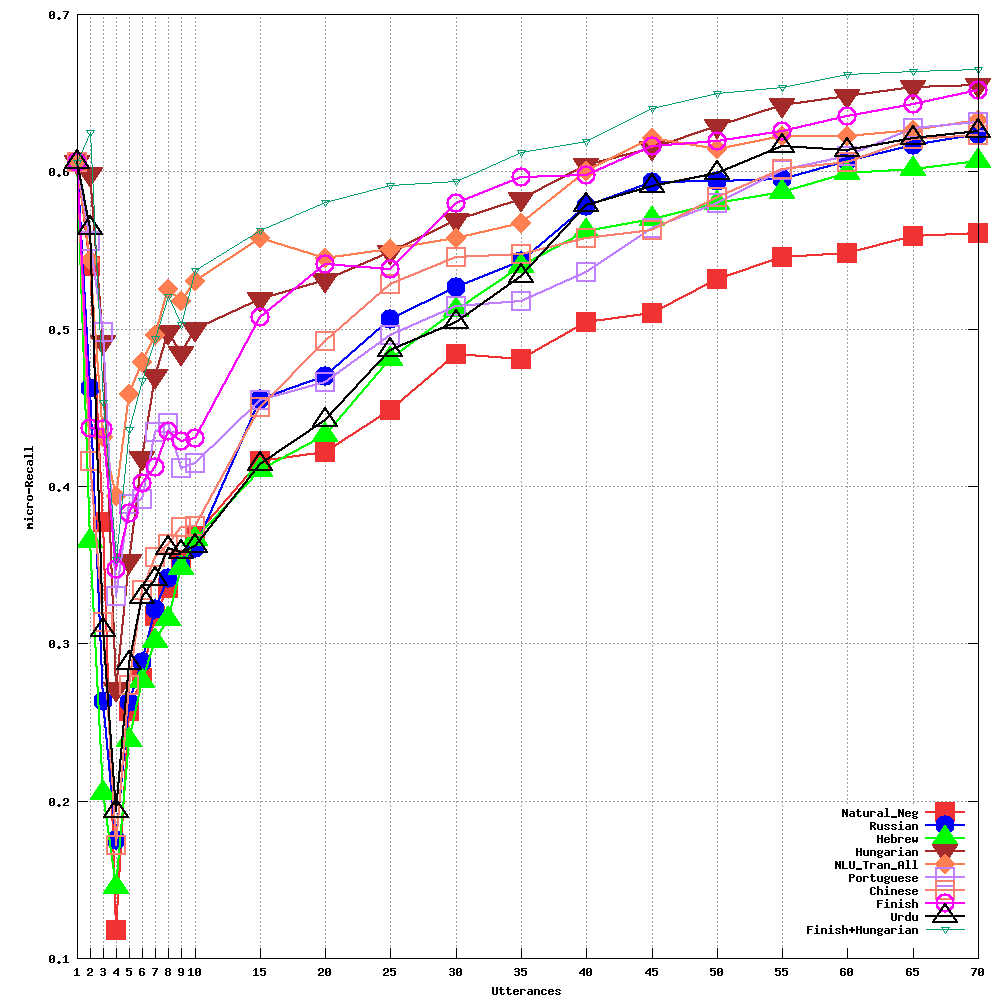 0.7
0.6
0.5
0.4
0.3
0.2
0.1
micro-Recall
1 2 3 4 5 6 7 8 9 10 15 20 25 30 35 40 45 50 55 60 65 70
Utterances
Natural_Neg
Russian
Hebrew
Hungarian
NLU_Tran_All
Portuguese
Chinese
Finish
Urdu
Finish+Hungarian